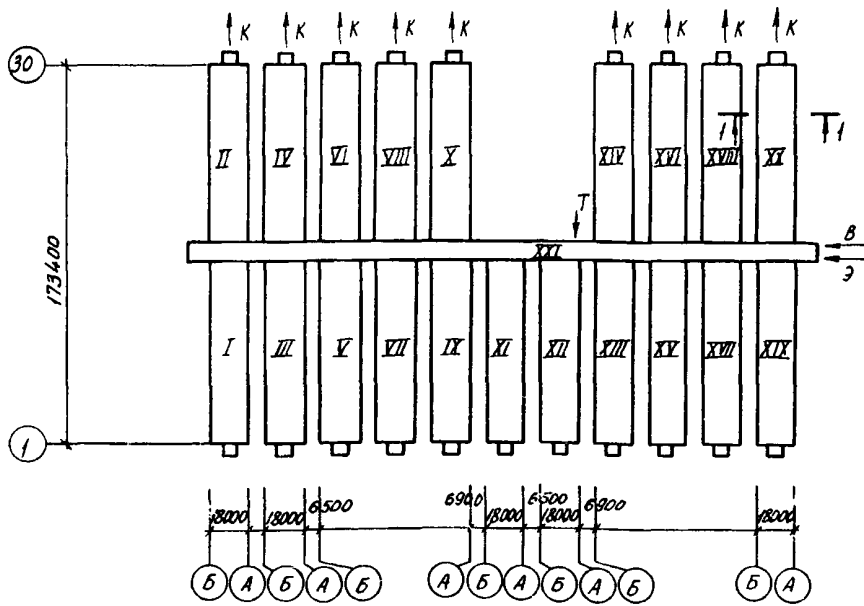 К К К К К К К К К
30
II IV VI VIII X XIV XVI XVIII XX
1 1
Т
В
XXI
Э
173400
I III V VII IX XI XII XIII XV XVII XIX
1
18000 18000 6500 6900 18000 6500 18000 6900 18000
Б А Б А Б А Б А Б А Б Б А